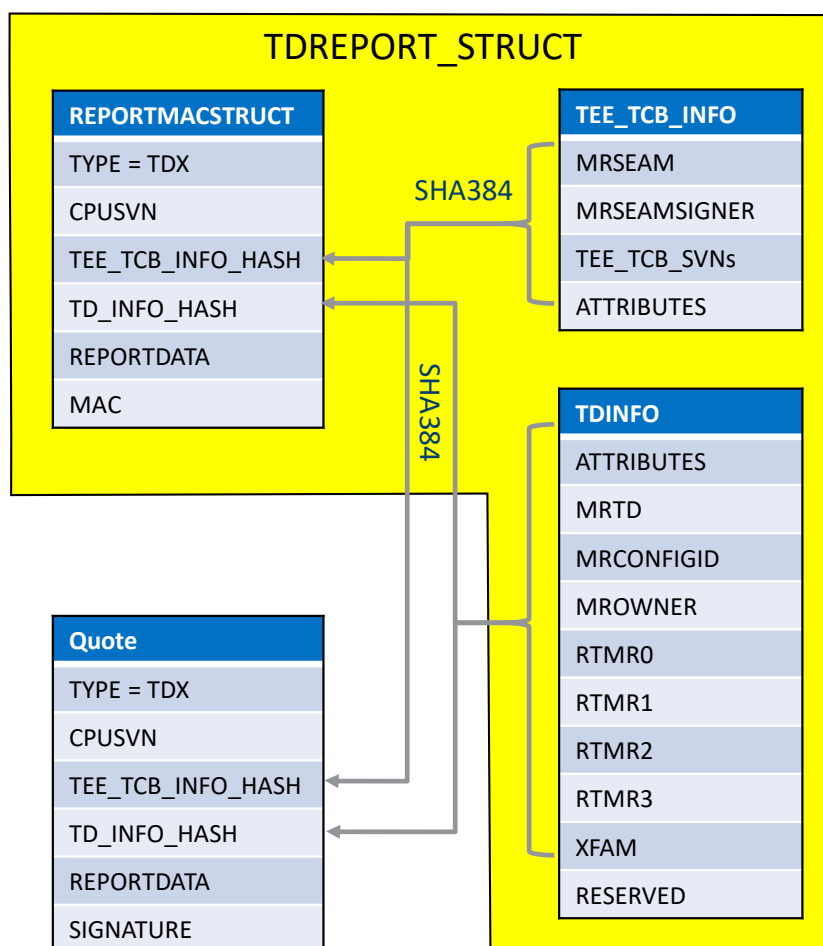 TDREPORT_STRUCT
REPORTMACSTRUCT
TYPE = TDX
CPUSVN
TEE_TCB_INFO_HASH
TD_INFO_HASH
REPORTDATA
MAC
SHA384
SHA384
TEE_TCB_INFO
MRSEAM
MRSEAMSIGNER
TEE_TCB_SVNs
ATTRIBUTES
TDINFO
ATTRIBUTES
MRTD
MRCONFIGID
MROWNER
RTMR0
RTMR1
RTMR2
RTMR3
XFAM
RESERVED
Quote
TYPE = TDX
CPUSVN
TEE_TCB_INFO_HASH
TD_INFO_HASH
REPORTDATA
SIGNATURE